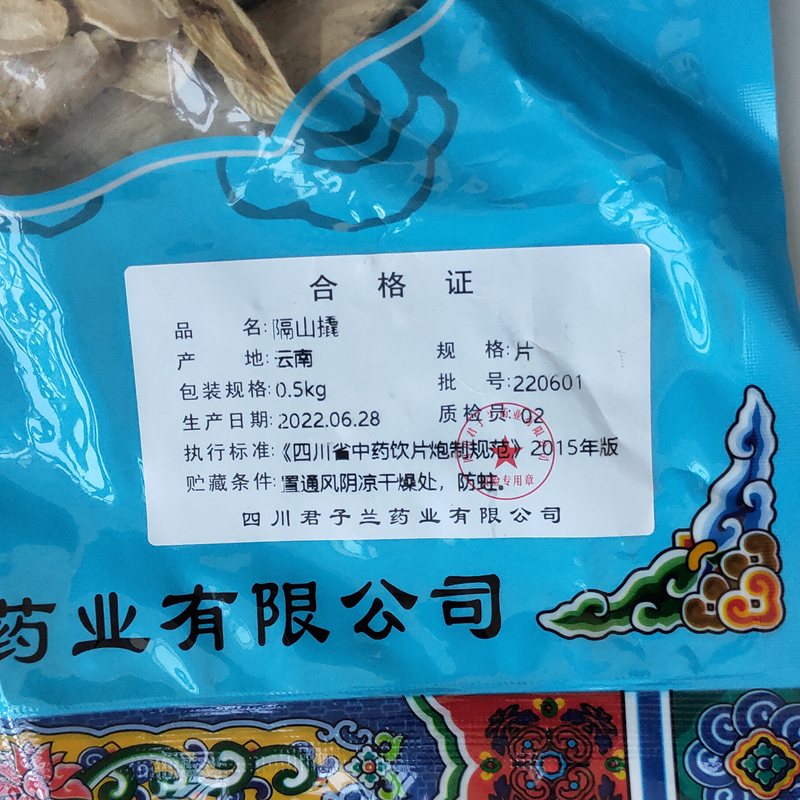 合格证
品名:隔山撬
产地:云南 规格:片
包装规格:0.5kg 批号:220601
生产日期:2022.06.28 质检员:02
执行标准:《四川省中药饮片炮制规范》2015年版
贮藏条件:置通风阴凉干燥处,防蛀。
四川君子兰药业有限公司
药业有限公司
专用章